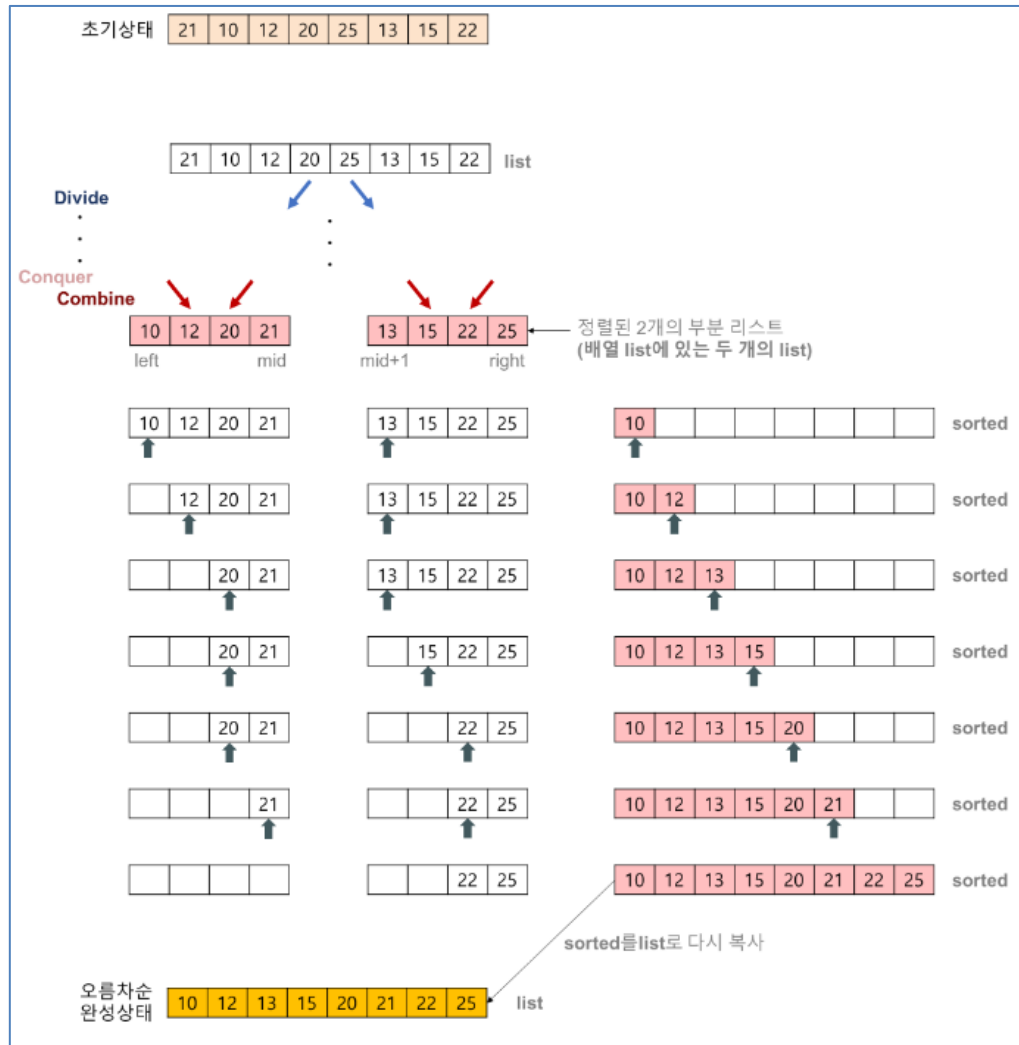 초기상태 21 10 12 20 25 13 15 22
21 10 12 20 25 13 15 22 list
Divide
Conquer
Combine
10 12 20 21 13 15 22 25 정렬된 2개의 부분 리스트
(배열 list에 있는 두 개의 list)
left mid mid+1 right
10 12 20 21 13 15 22 25 10 sorted
12 20 21 13 15 22 25 10 12 sorted
20 21 13 15 22 25 10 12 13 sorted
20 21 15 22 25 10 12 13 15 sorted
20 21 22 25 10 12 13 15 20 sorted
21 22 25 10 12 13 15 20 21 sorted
22 25 10 12 13 15 20 21 22 25 sorted
sorted를list로 다시 복사
오름차순
완성상태
10 12 13 15 20 21 22 25 list